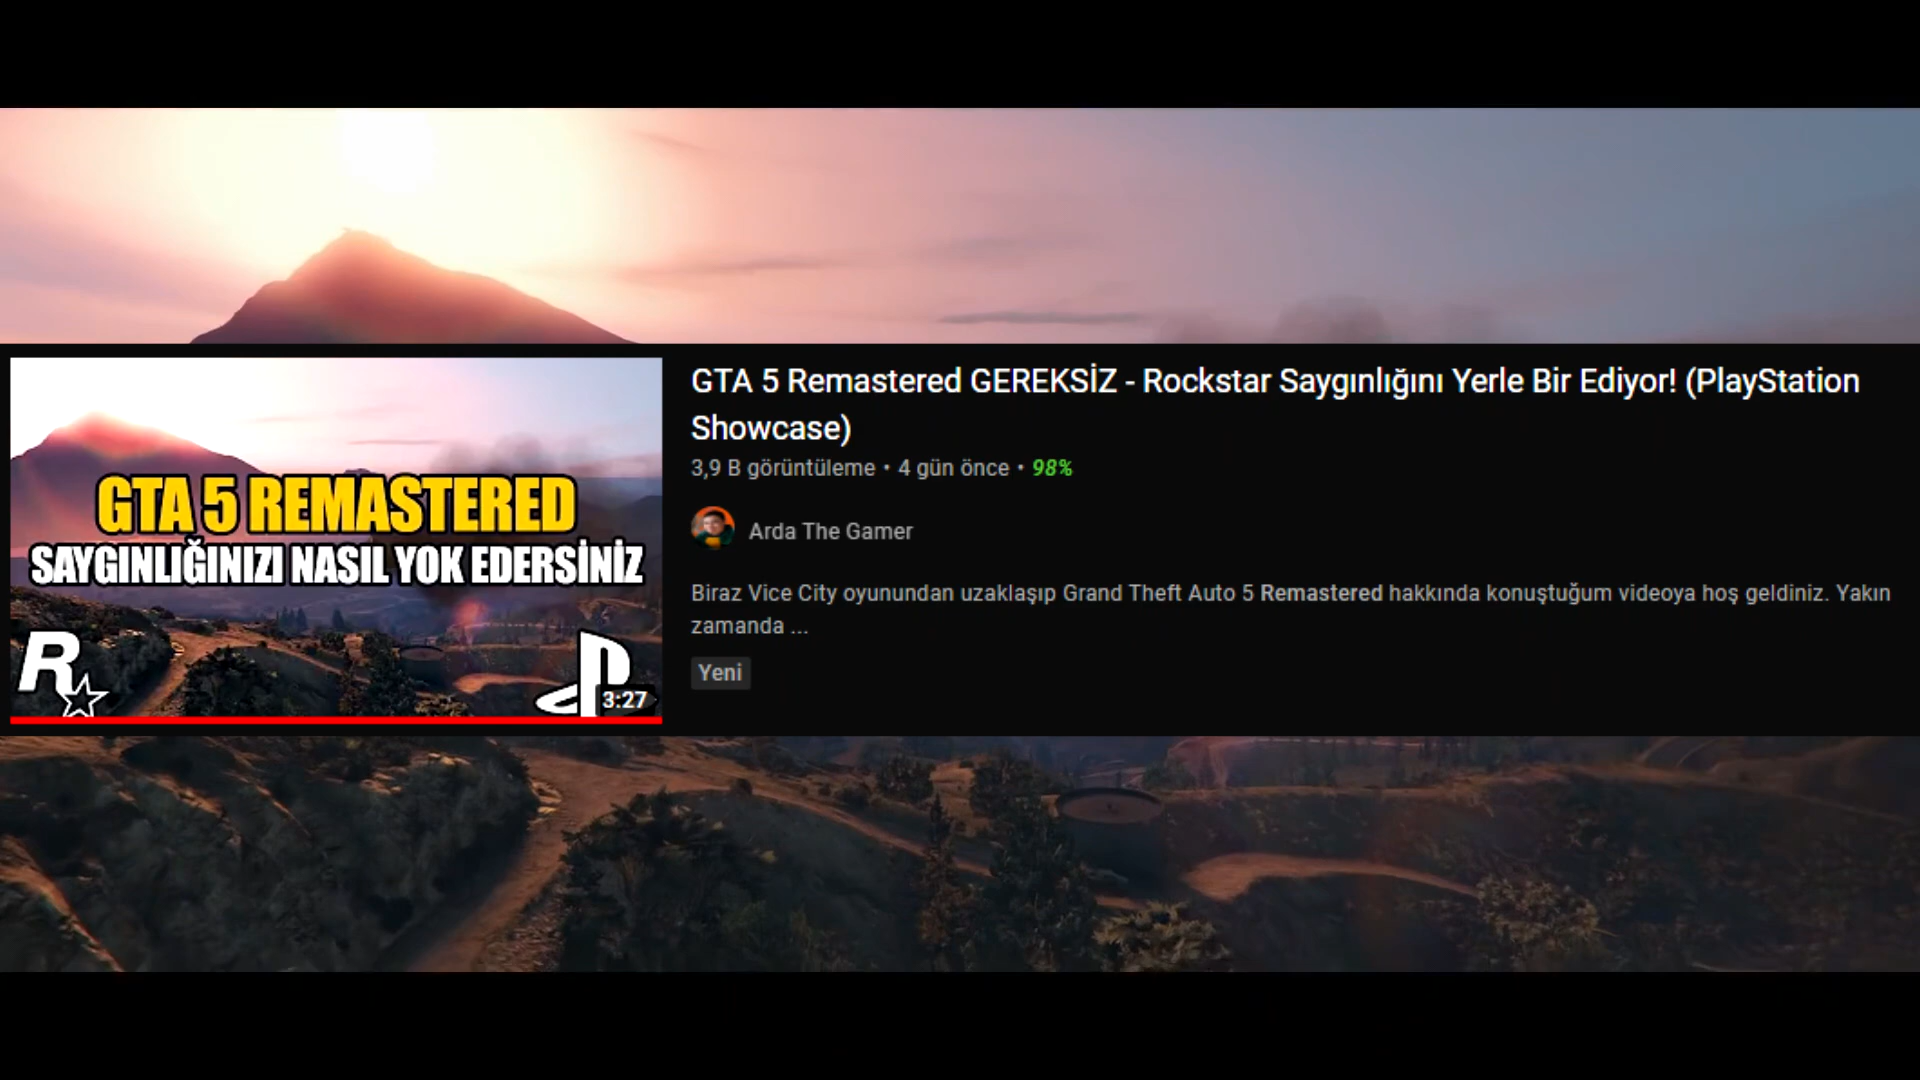 GTA 5 Remastered GEREKSİZ - Rockstar Saygınlığını Yerle Bir Ediyor! (PlayStation
Showcase)
3,9 B görüntüleme • 4 gün önce • 98%
Arda The Gamer
Biraz Vice City oyunundan uzaklaşıp Grand Theft Auto 5 Remastered hakkında konuştuğum videoya hoş geldiniz. Yakın
zamanda ...
Yeni
GTA 5 REMASTERED
SAYGINLIĞINIZI NASIL YOK EDERSİNİZ
R
3:27